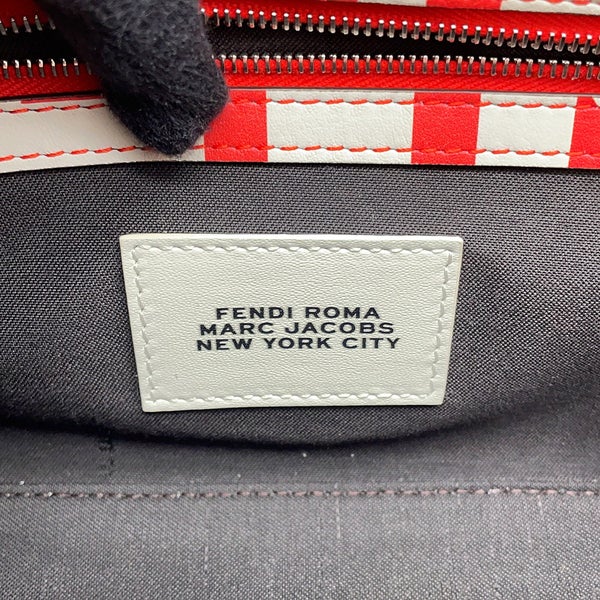 FENDI ROMA
MARC JACOBS
NEW YORK CITY